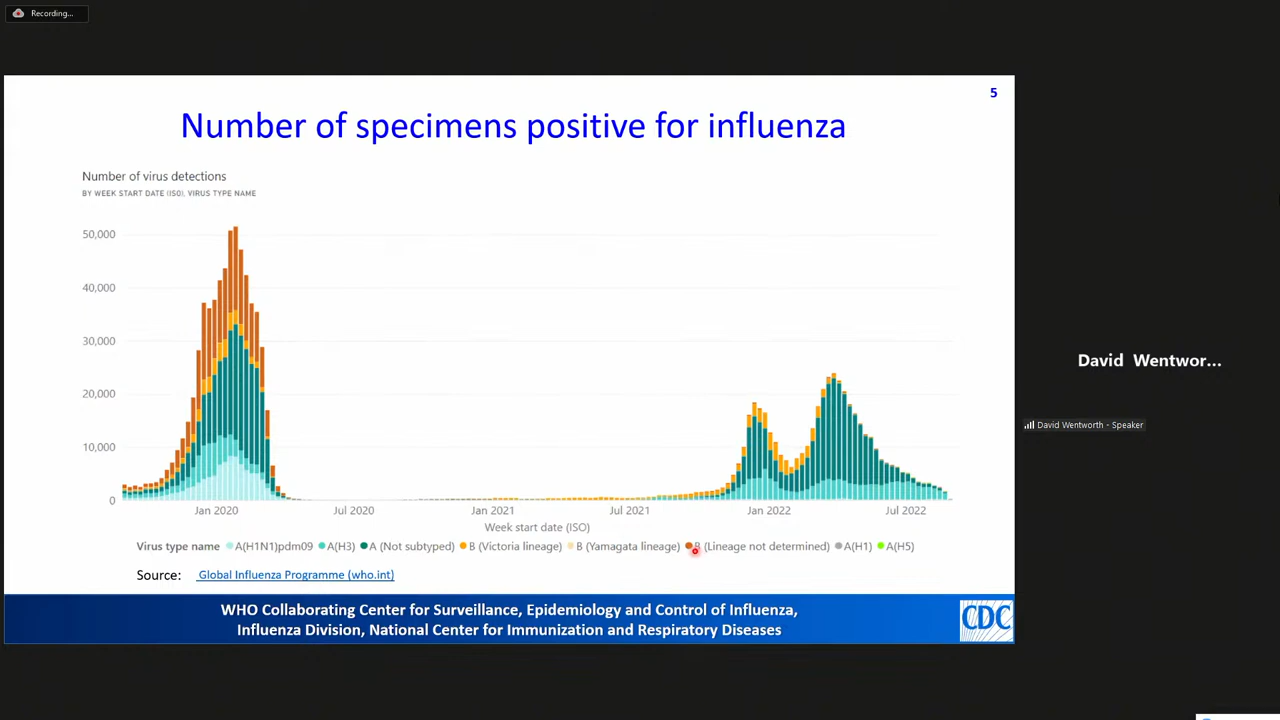 Recording...
5
Number of specimens positive for influenza
Number of virus detections
BY WEEK START DATE (ISO), VIRUS TYPE NAME
50,000
40,000
30,000
20,000
10,000
0
Jan 2020 Jul 2020 Jan 2021 Jul 2021 Jan 2022 Jul 2022
Week start date (ISO)
Virus type name A(H1N1)pdm09 A(H3) A (Not subtyped) B (Victoria lineage) B (Yamagata lineage) B (Lineage not determined) A(H1) A(H5)
Source: Global Influenza Programme (who.int)
WHO Collaborating Center for Surveillance, Epidemiology and Control of Influenza,
Influenza Division, National Center for Immunization and Respiratory Diseases
CDC
David Wentwor...
David Wentworth - Speaker